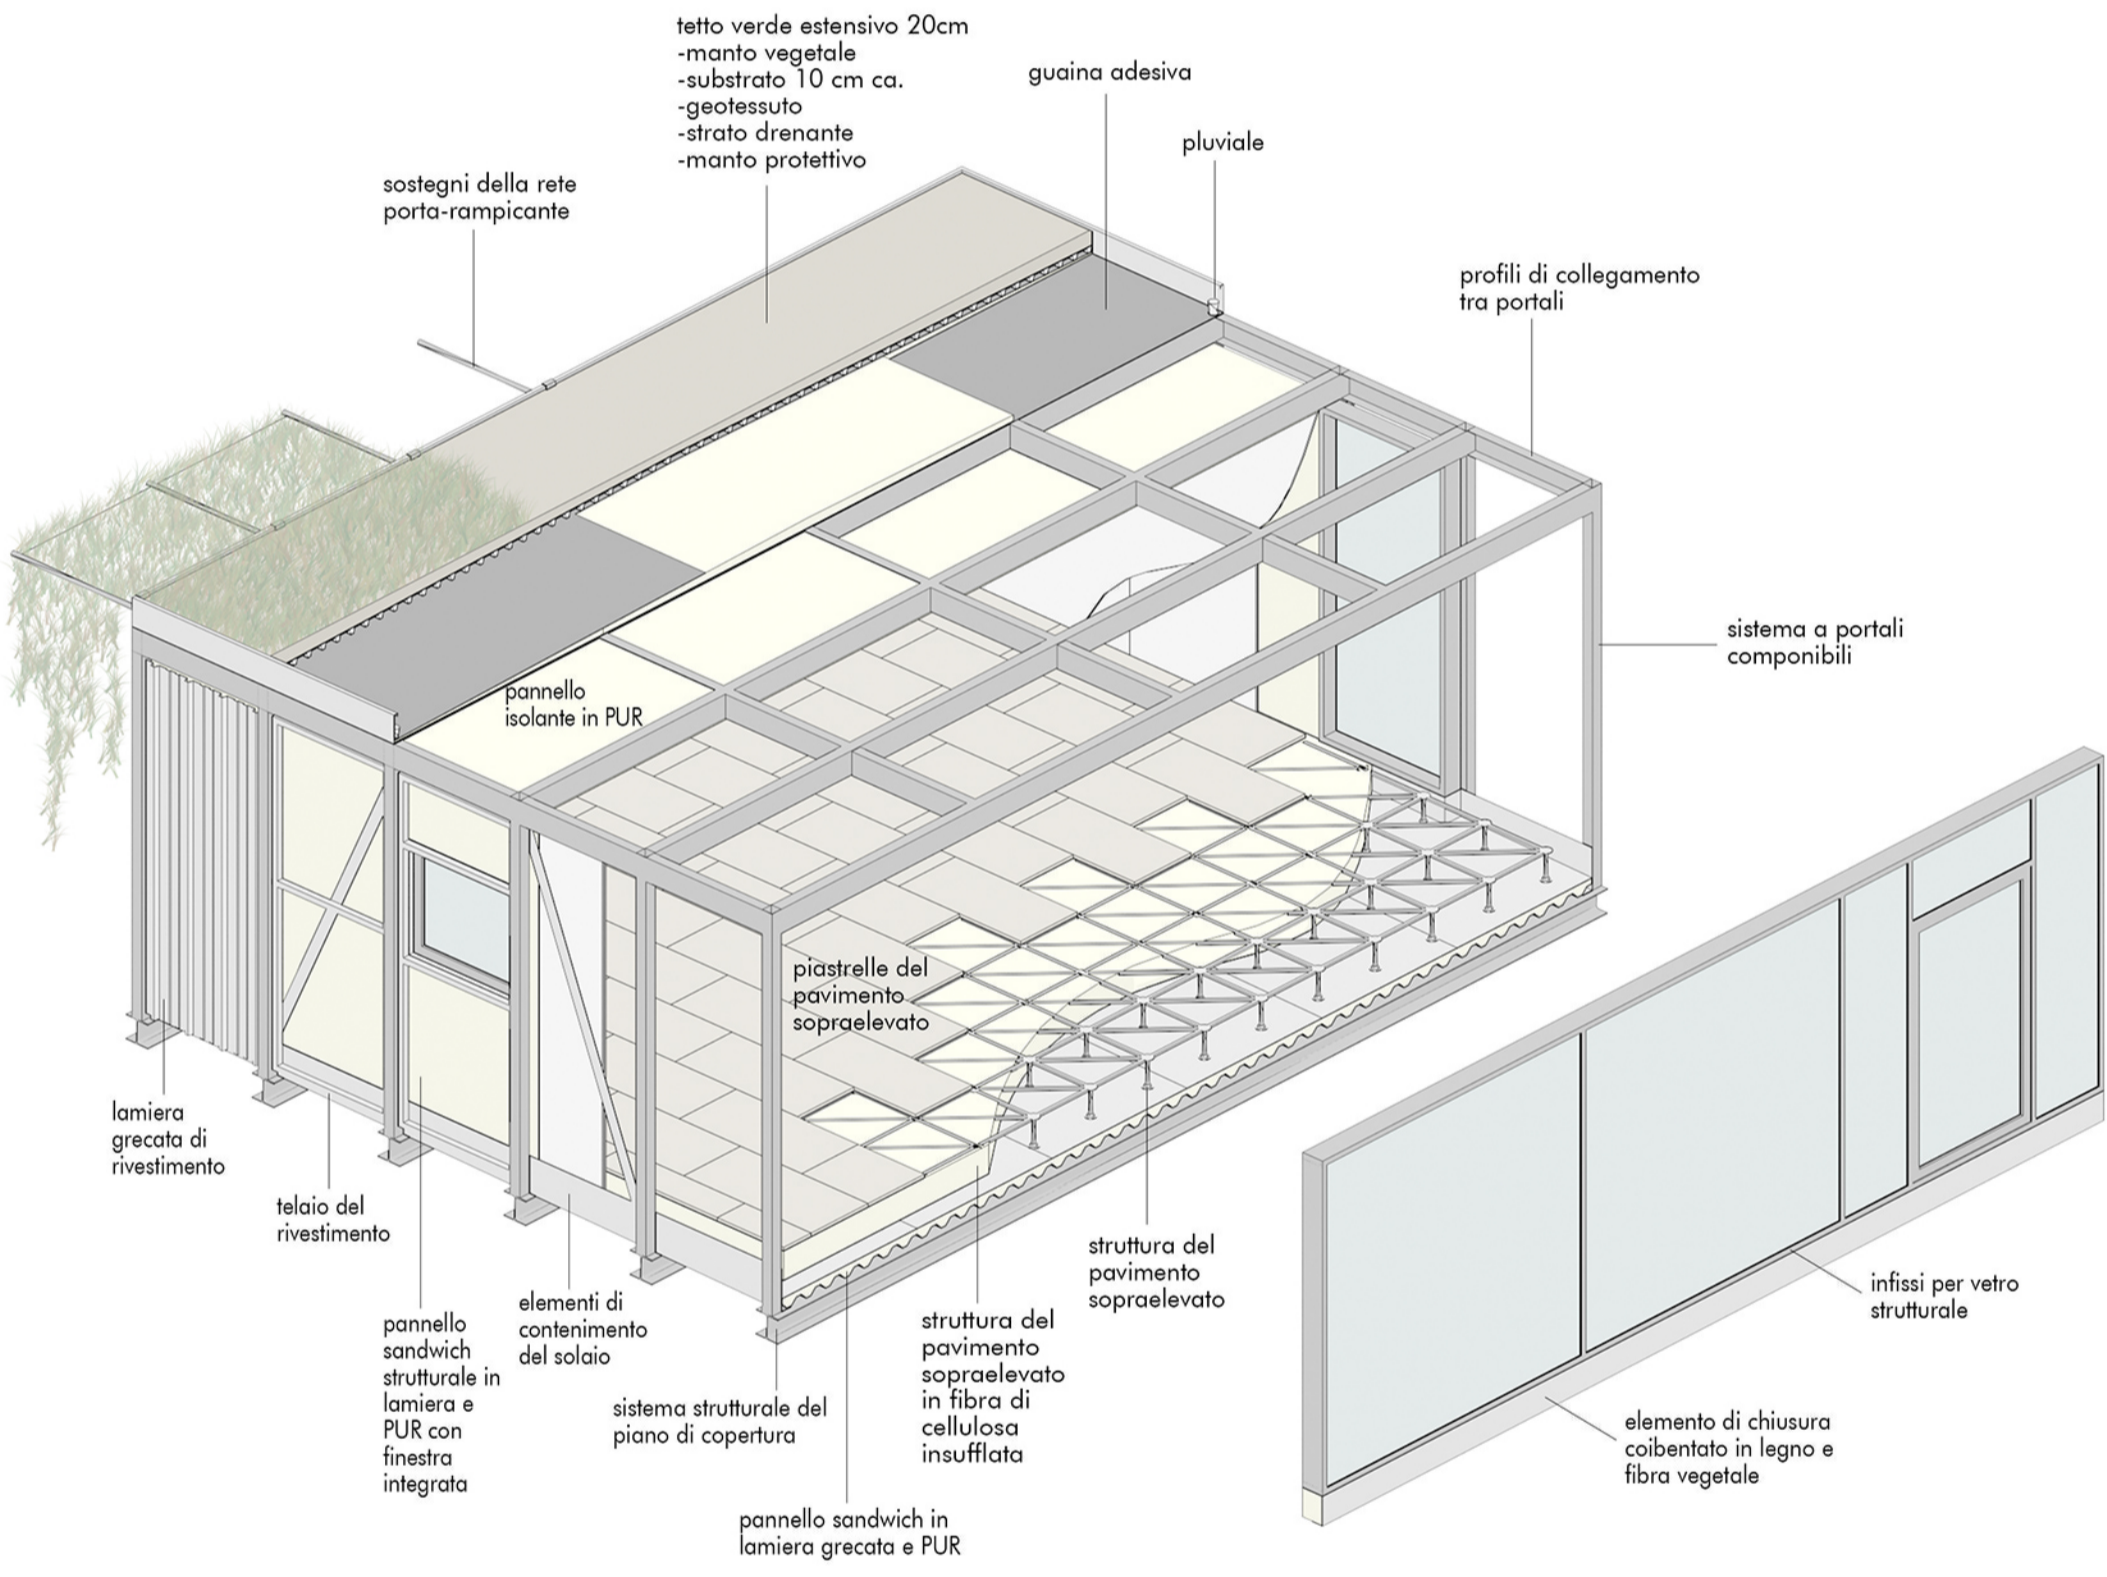 tetto verde estensivo 20cm
-manto vegetale
-substrato 10 cm ca.
-geotessuto
-strato drenante
-manto protettivo
guaina adesiva
pluviale
sostegni della rete
porta-rampicante
profili di collegamento
tra portali
sistema a portali
componibili
pannello
isolante in PUR
piastrelle del
pavimento
sopraelevato
lamiera
grecata di
rivestimento
telaio del
rivestimento
pannello
sandwich
strutturale in
lamiera e
PUR con
finestra
integrata
elementi di
contenimento
del solaio
sistema strutturale del
piano di copertura
pannello sandwich in
lamiera grecata e PUR
struttura del
pavimento
sopraelevato
in fibra di
cellulosa
insufflata
struttura del
pavimento
sopraelevato
infissi per vetro
strutturale
elemento di chiusura
coibentato in legno e
fibra vegetale